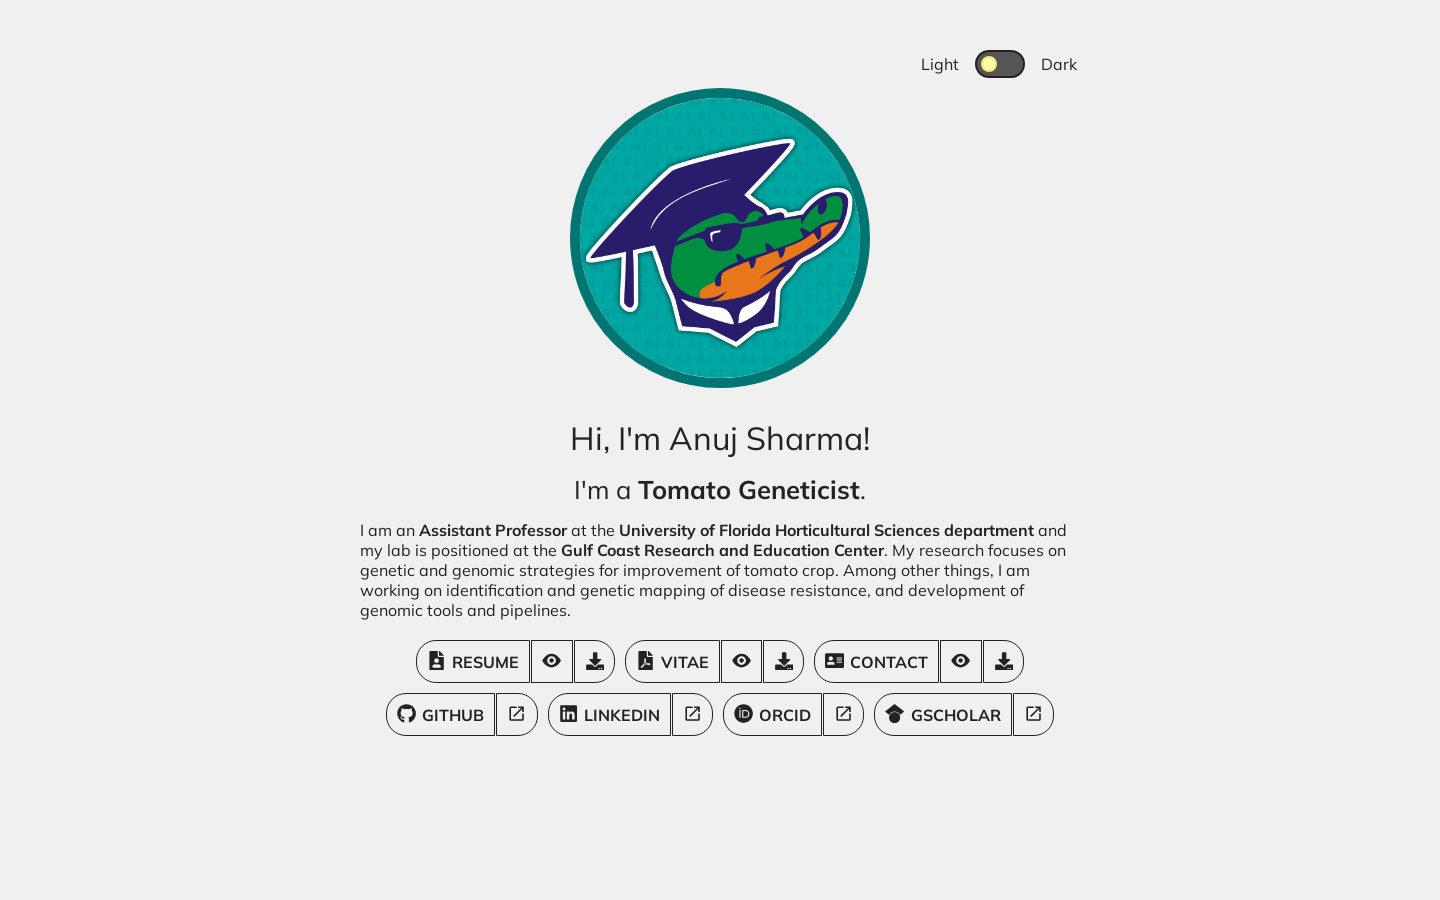 Light Dark
Hi, I'm Anuj Sharma!
I'm a Tomato Geneticist.
I am an Assistant Professor at the University of Florida Horticultural Sciences department and
my lab is positioned at the Gulf Coast Research and Education Center. My research focuses on
genetic and genomic strategies for improvement of tomato crop. Among other things, I am
working on identification and genetic mapping of disease resistance, and development of
genomic tools and pipelines.
RESUME VITAE CONTACT
GITHUB LINKEDIN ORCID GSCHOLAR